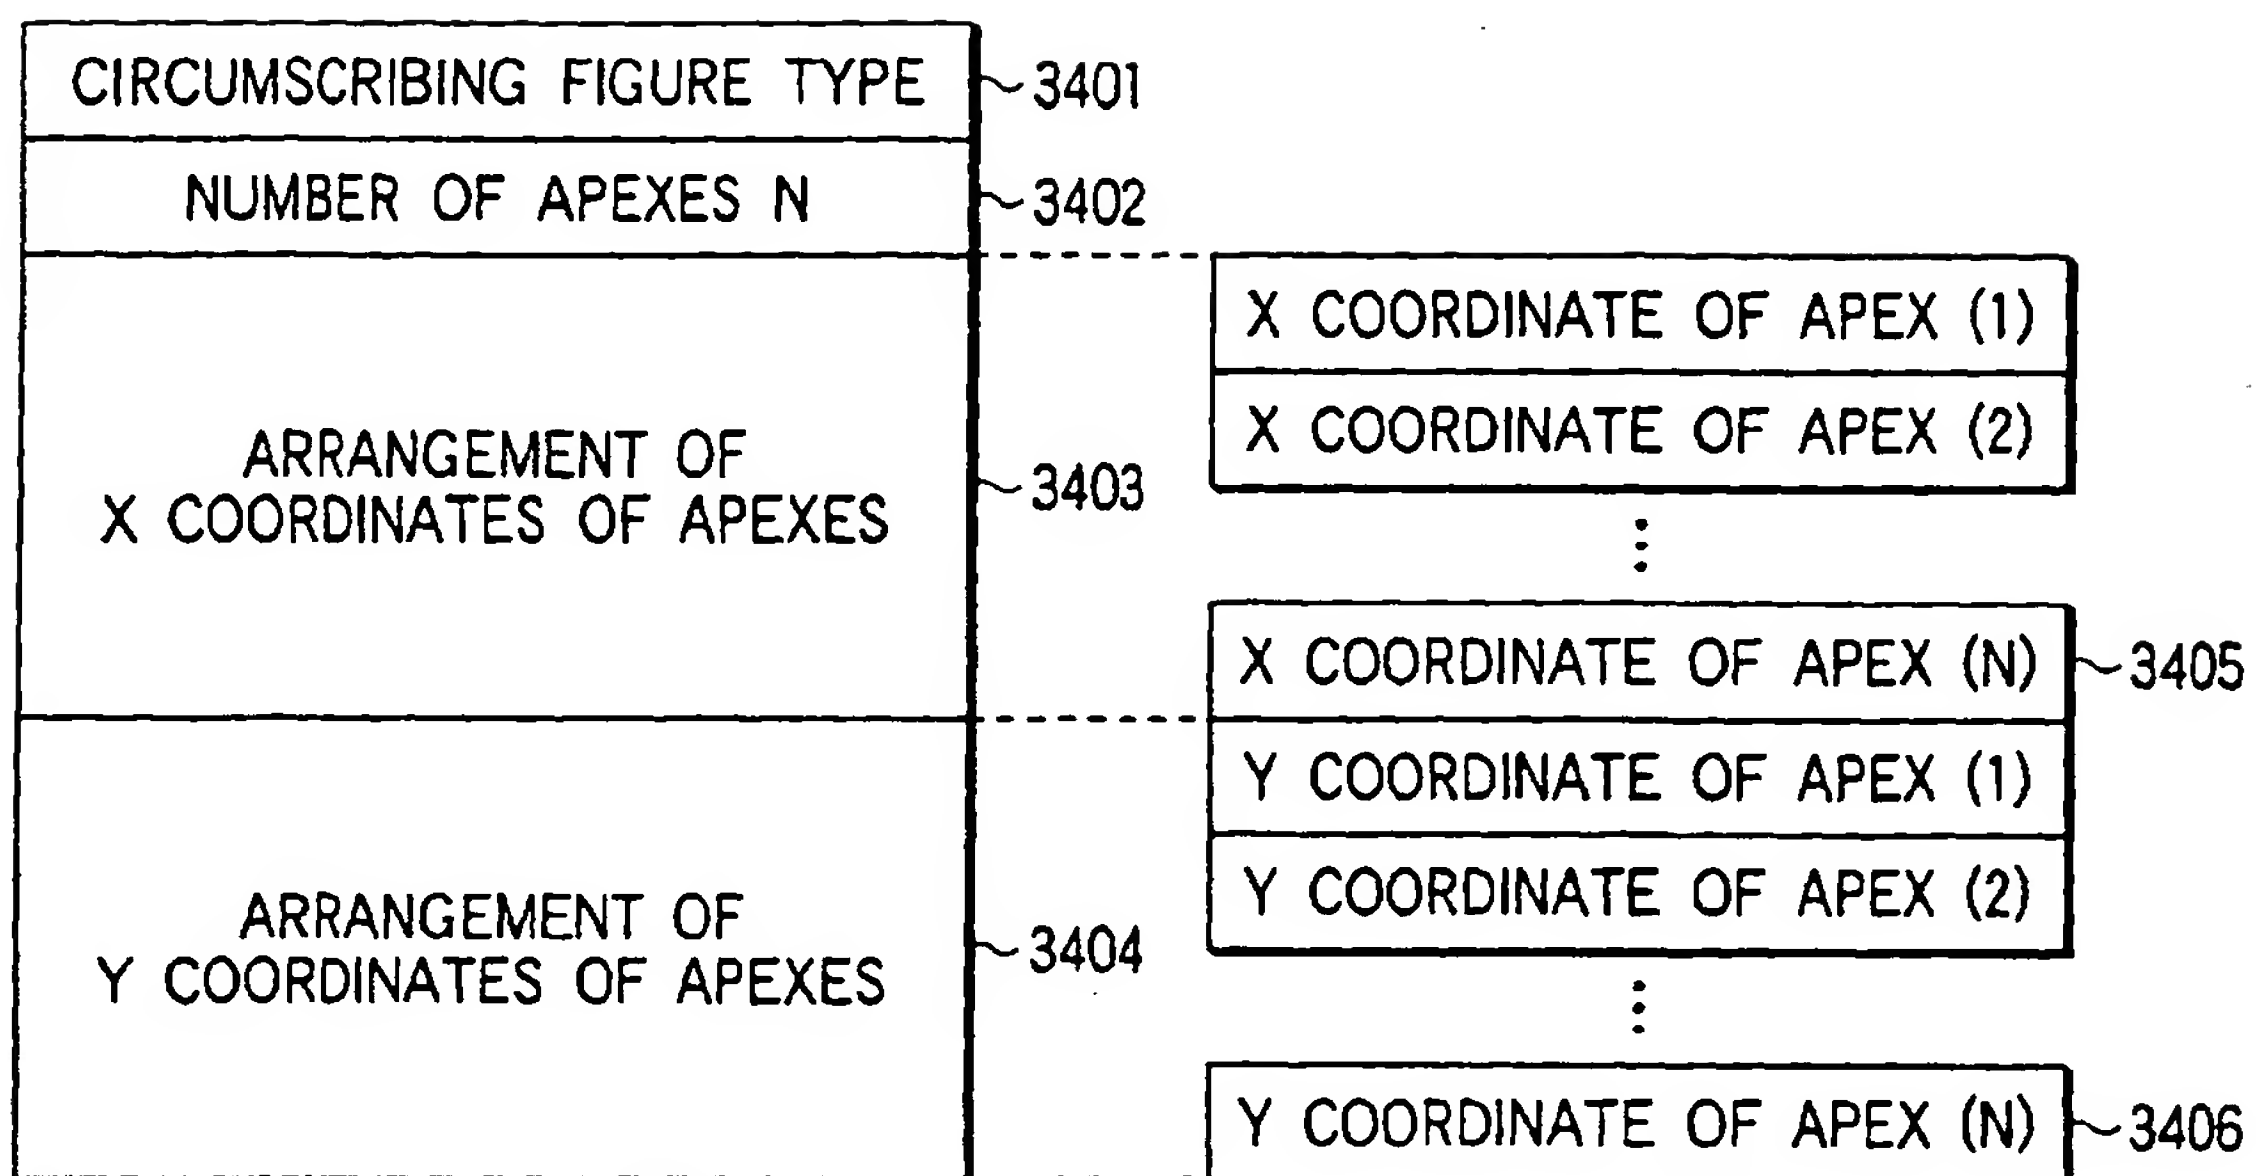 CIRCUMSCRIBING FIGURE TYPE
3401
NUMBER OF APEXES N
3402
ARRANGEMENT OF
X COORDINATES OF APEXES
3403
X COORDINATE OF APEX (1)
X COORDINATE OF APEX (2)
X COORDINATE OF APEX (N)
3405
ARRANGEMENT OF
Y COORDINATES OF APEXES
3404
Y COORDINATE OF APEX (1)
Y COORDINATE OF APEX (2)
Y COORDINATE OF APEX (N)
3406